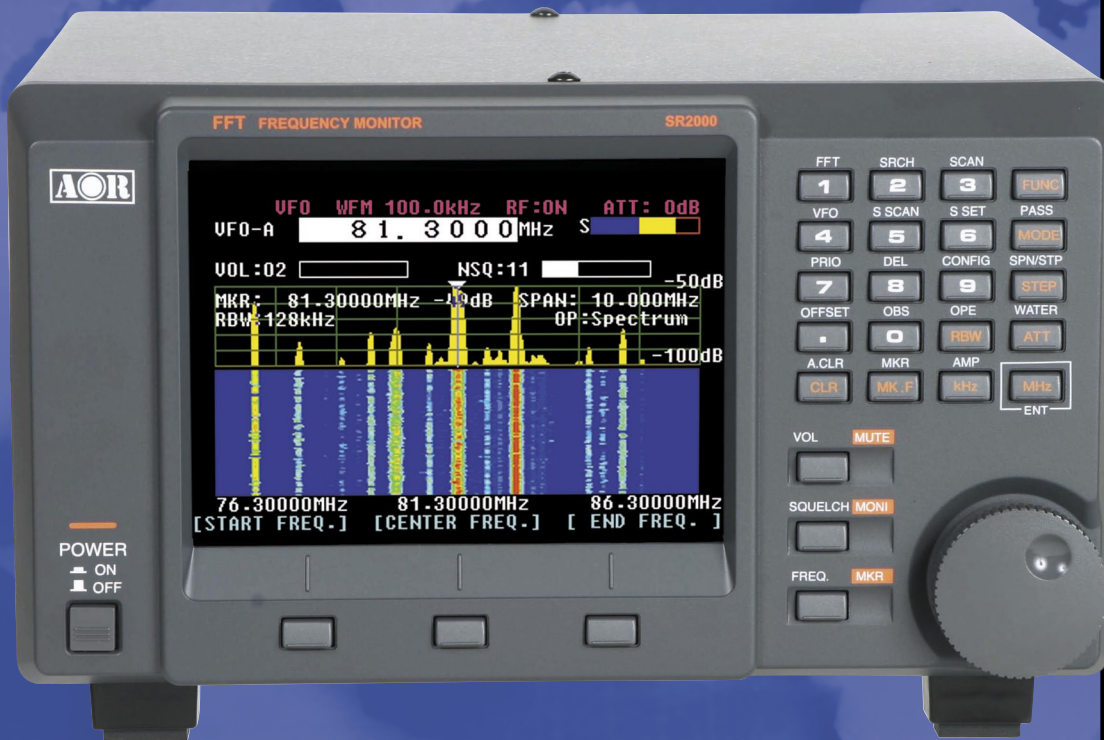 FFT FREQUENCY MONITOR SR2000
AOR
VFO WFM 100.0kHz RF:ON ATT: 0dB
VFO-A 81. 3000MHz S
VOL:02 NSQ:11
-50dB
MKR: 81.30000MHz -49dB SPAN: 10.000MHz
RBW:128kHz OP:Spectrum
-100dB
76.30000MHz 81.30000MHz 86.30000MHz
[START FREQ.] [CENTER FREQ.] [ END FREQ. ]
POWER
ON
OFF
FFT SRCH SCAN
1 2 3 FUNC
VFO S SCAN S SET PASS
4 5 6 MODE
PRIO DEL CONFIG SPN/STP
7 8 9 STEP
OFFSET OBS OPE WATER
. 0 RBW ATT
A.CLR MKR AMP
CLR MK.F kHz MHz
ENT
VOL MUTE
SQUELCH MONI
FREQ. MKR